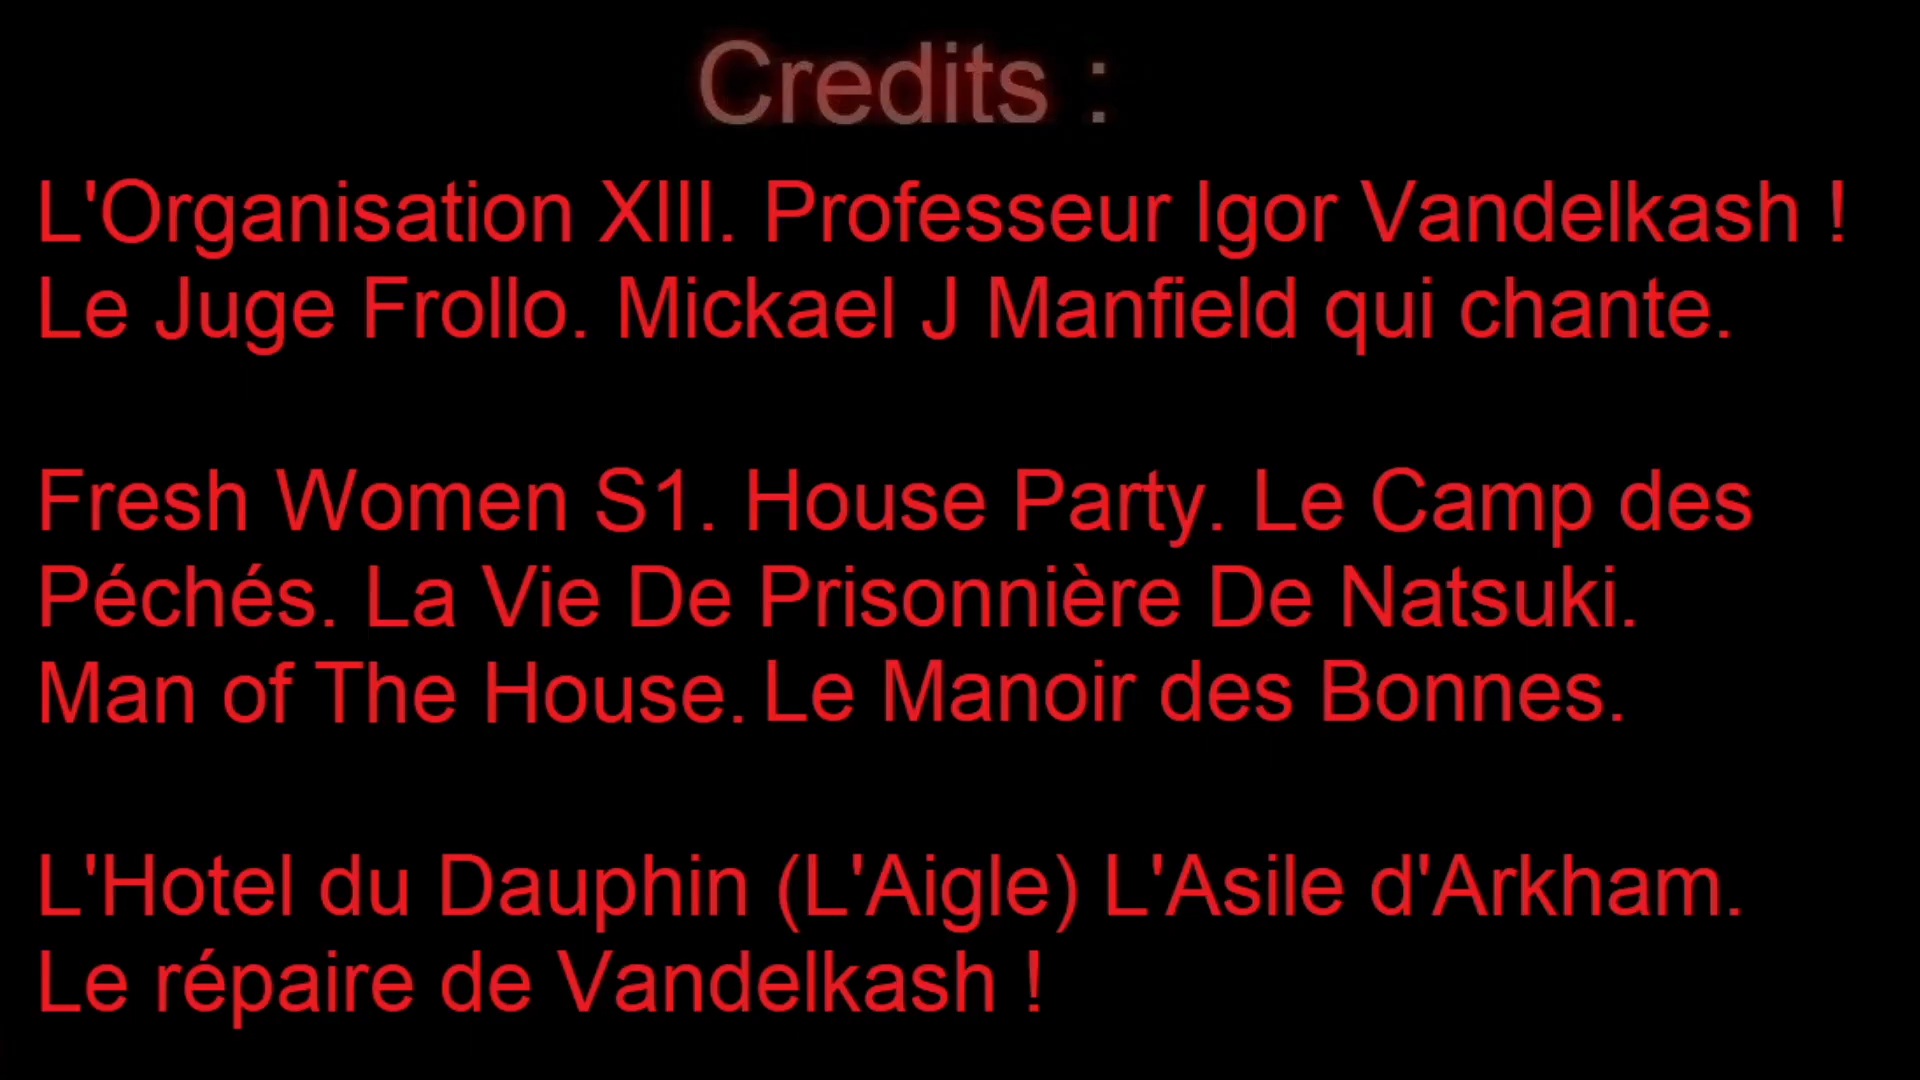 Credits :
L'Organisation XIII. Professeur Igor Vandelkash !
Le Juge Frollo. Mickael J Manfield qui chante.
Fresh Women S1. House Party. Le Camp des
Péchés. La Vie De Prisonnière De Natsuki.
Man of The House. Le Manoir des Bonnes.
L'Hotel du Dauphin (L'Aigle) L'Asile d'Arkham.
Le répaire de Vandelkash !